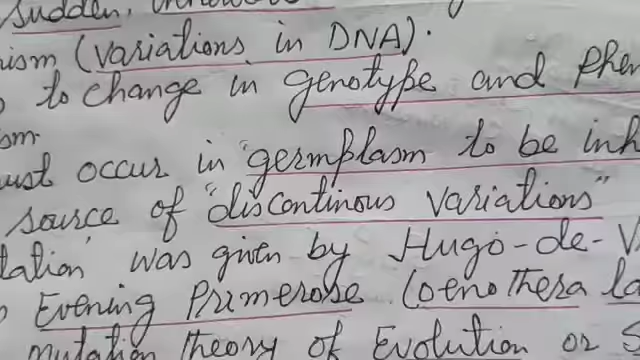 sudden,
ism (variations in DNA).
to change in genotype and phen
sm.
ust occur in "germplasm to be inh
source of "discontinous variations"
tation' was given by Hugo-de-V
Evening Primerose (oenothera la
mutation theory of Evolution or S